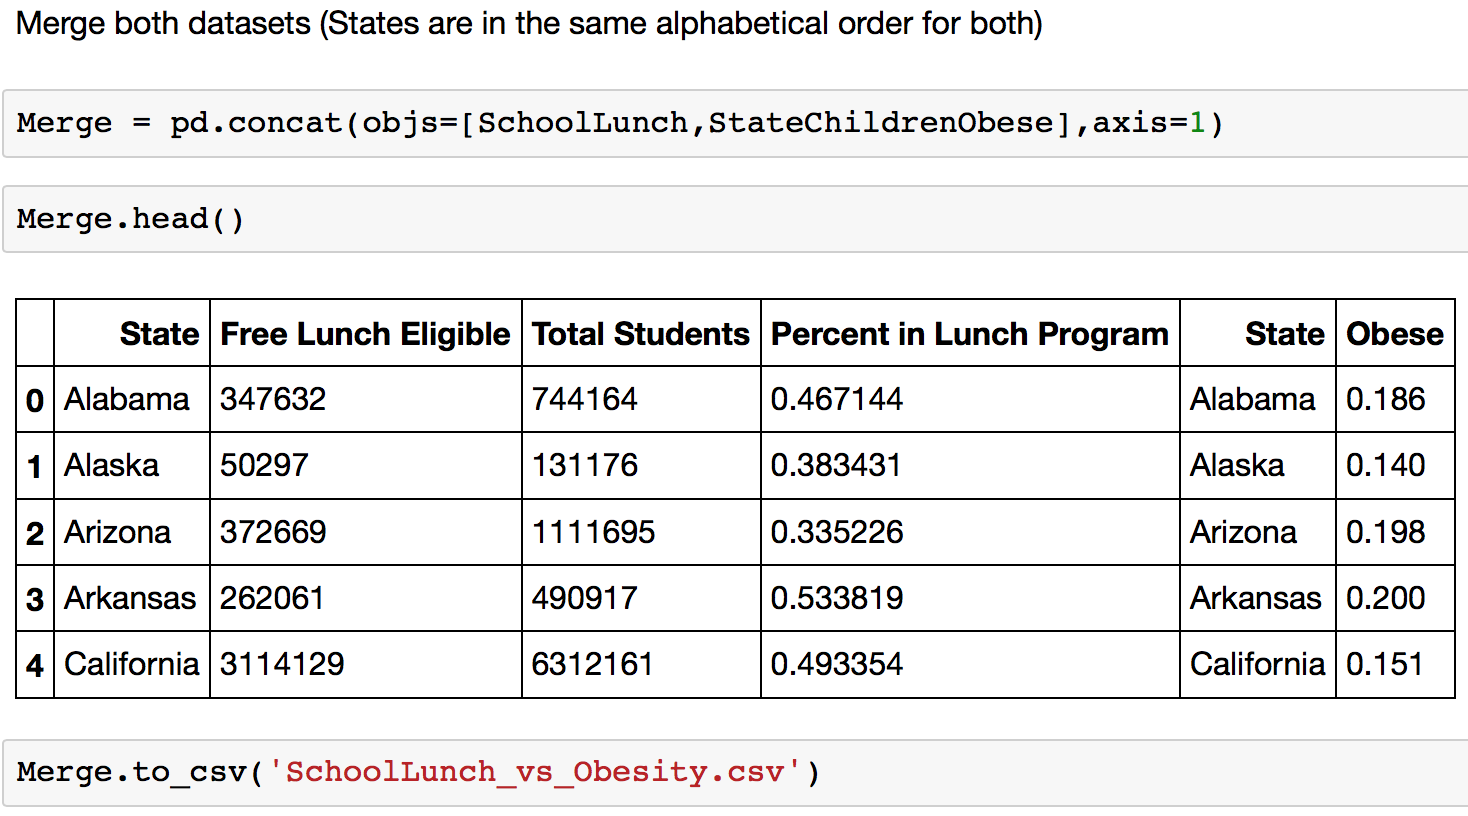 Merge both datasets (States are in the same alphabetical order for both)
Merge = pd.concat(objs=[SchoolLunch,StateChildrenObese],axis=1)
Merge.head()
State Free Lunch Eligible Total Students Percent in Lunch Program State Obese
0 Alabama 347632 744164 0.467144 Alabama 0.186
1 Alaska 50297 131176 0.383431 Alaska 0.140
2 Arizona 372669 1111695 0.335226 Arizona 0.198
3 Arkansas 262061 490917 0.533819 Arkansas 0.200
4 California 3114129 6312161 0.493354 California 0.151
Merge.to_csv('SchoolLunch_vs_Obesity.csv')